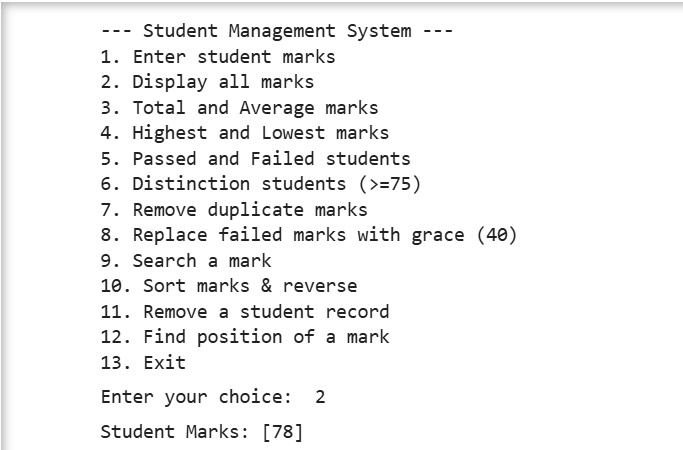 --- Student Management System ---
1. Enter student marks
2. Display all marks
3. Total and Average marks
4. Highest and Lowest marks
5. Passed and Failed students
6. Distinction students (>=75)
7. Remove duplicate marks
8. Replace failed marks with grace (40)
9. Search a mark
10. Sort marks & reverse
11. Remove a student record
12. Find position of a mark
13. Exit
Enter your choice:  2
Student Marks: [78]